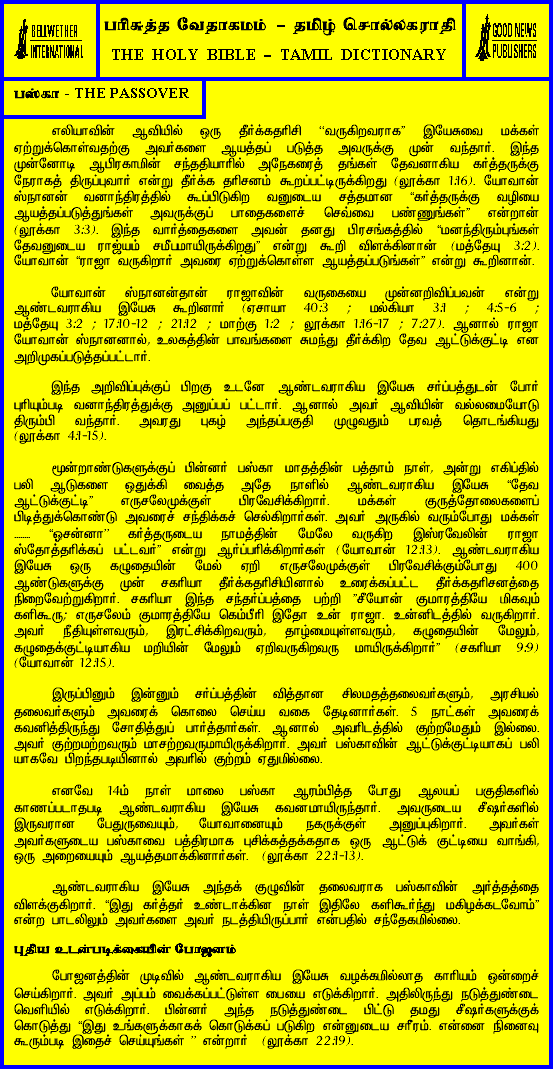 BELLWETHER
INTERNATIONAL
பரிசுத்த வேதாகமம் – தமிழ் சொல்லகராதி
THE HOLY BIBLE – TAMIL DICTIONARY
GOOD NEWS
PUBLISHERS
பஸ்கா - THE PASSOVER
எலியாவின் ஆவியில் ஒரு தீர்க்கதரிசி “வருகிறவராக” இயேசுவை மக்கள்
ஏற்றுக்கொள்வதற்கு அவர்களை ஆயத்தப் படுத்த அவருக்கு முன் வந்தார். இந்த
முன்னோடி ஆபிரகாமின் சந்ததியாரில் அநேகரைத் தங்கள் தேவனாகிய கர்த்தருக்கு
நேராகத் திருப்புவார் என்று தீர்க்க தரிசனம் கூறப்பட்டிருக்கிறது (லூக்கா 1:16). யோவான்
ஸ்நானன் வனாந்திரத்தில் கூப்பிடுகிற வனுடைய சத்தமான “கர்த்தருக்கு வழியை
ஆயத்தப்படுத்துங்கள் அவருக்குப் பாதைகளைச் செவ்வை பண்ணுங்கள்” என்றான்
(லூக்கா 3:3). இந்த வார்த்தைகளை அவன் தனது பிரசங்கத்தில் “மனந்திரும்புங்கள்
தேவனுடைய ராஜ்யம் சமீபமாயிருக்கிறது” என்று கூறி விளக்கினான் (மத்தேயு 3:2).
யோவான் “ராஜா வருகிறார் அவரை ஏற்றுக்கொள்ள ஆயத்தப்படுங்கள்” என்று கூறினான்.
யோவான் ஸ்நானன்தான் ராஜாவின் வருகையை முன்னறிவிப்பவன் என்று
ஆண்டவராகிய இயேசு கூறினார் (ஏசாயா 40:3 ; மல்கியா 3:1 ; 4:5-6 ;
மத்தேயு 3:2 ; 17:10-12 ; 21:12 ; மாற்கு 1:2 ; லூக்கா 1:16-17 ; 7:27). ஆனால் ராஜா
யோவான் ஸ்நானனால், உலகத்தின் பாவங்களை சுமந்து தீர்க்கிற தேவ ஆட்டுக்குட்டி என
அறிமுகப்படுத்தப்பட்டார்.
இந்த அறிவிப்புக்குப் பிறகு உடனே ஆண்டவராகிய இயேசு சர்ப்பத்துடன் போர்
புரியும்படி வனாந்திரத்துக்கு அனுப்பப் பட்டார். ஆனால் அவர் ஆவியின் வல்லமையோடு
திரும்பி வந்தார். அவரது புகழ் அந்தப்பகுதி முழுவதும் பரவத் தொடங்கியது
(லூக்கா 4:1-15).
மூன்றாண்டுகளுக்குப் பின்னர் பஸ்கா மாதத்தின் பத்தாம் நாள், அன்று எகிப்தில்
பலி ஆடுகளை ஒதுக்கி வைத்த அதே நாளில் ஆண்டவராகிய இயேசு “தேவ
ஆட்டுக்குட்டி” எருசலேமுக்குள் பிரவேசிக்கிறார். மக்கள் குருத்தோலைகளைப்
பிடித்துக்கொண்டு அவரைச் சந்திக்கச் செல்கிறார்கள். அவர் அருகில் வரும்போது மக்கள்
........ “ஒசன்னா” கர்த்தருடைய நாமத்தின் மேலே வருகிற இஸ்ரவேலின் ராஜா
ஸ்தோத்தரிக்கப் பட்டவர்” என்று ஆர்ப்பரிக்கிறார்கள் (யோவான் 12:13). ஆண்டவராகிய
இயேசு ஒரு கழுதையின் மேல் ஏறி எருசலேமுக்குள் பிரவேசிக்கும்போது 400
ஆண்டுகளுக்கு முன் சகரியா தீர்க்கதரிசியினால் உரைக்கப்பட்ட தீர்க்கதரிசனத்தை
நிறைவேற்றுகிறார். சகரியா இந்த சந்தர்ப்பத்தை பற்றி ”சீயோன் குமாரத்தியே மிகவும்
களிகூரு; எருசலேம் குமாரத்தியே கெம்பீரி இதோ உன் ராஜா. உன்னிடத்தில் வருகிறார்.
அவர் நீதியுள்ளவரும், இரட்சிக்கிறவரும், தாழ்மையுள்ளவரும், கழுதையின் மேலும்,
கழுதைக்குட்டியாகிய மறியின் மேலும் ஏறிவருகிறவரு மாயிருக்கிறார்” (சகரியா 9:9)
(யோவான் 12:15).
இருப்பினும் இன்னும் சர்ப்பத்தின் வித்தான சிலமதத்தலைவர்களும், அரசியல்
தலைவர்களும் அவரைக் கொலை செய்ய வகை தேடினார்கள். 5 நாட்கள் அவரைக்
கவனித்திருந்து சோதித்துப் பார்த்தார்கள். ஆனால் அவரிடத்தில் குற்றமேதும் இல்லை.
அவர் குற்றமற்றவரும் மாசற்றவருமாயிருக்கிறார். அவர் பஸ்காவின் ஆட்டுக்குட்டியாகப் பலி
யாகவே பிறந்தபடியினால் அவரில் குற்றம் ஏதுமில்லை.
எனவே 14ம் நாள் மாலை பஸ்கா ஆரம்பித்த போது ஆலயப் பகுதிகளில்
காணப்படாதபடி ஆண்டவராகிய இயேசு கவனமாயிருந்தார். அவருடைய சீஷர்களில்
இருவரான பேதுருவையும், யோவானையும் நகருக்குள் அனுப்புகிறார். அவர்கள்
அவர்களுடைய பஸ்காவை பத்திரமாக புசிக்கத்தக்கதாக ஒரு ஆட்டுக் குட்டியை வாங்கி,
ஒரு அறையையும் ஆயத்தமாக்கினார்கள். (லூக்கா 22:1-13).
ஆண்டவராகிய இயேசு அந்தக் குழுவின் தலைவராக பஸ்காவின் அர்த்தத்தை
விளக்குகிறார். “இது கர்த்தர் உண்டாக்கின நாள் இதிலே களிகூர்ந்து மகிழக்கடவோம்”
என்ற பாடலிலும் அவர்களை அவர் நடத்தியிருப்பார் என்பதில் சந்தேகமில்லை.
புதிய உடன்படிக்கையின் போஜனம்
போஜனத்தின் முடிவில் ஆண்டவராகிய இயேசு வழக்கமில்லாத காரியம் ஒன்றைச்
செய்கிறார். அவர் அப்பம் வைக்கப்பட்டுள்ள பையை எடுக்கிறார். அதிலிருந்து நடுத்துண்டை
வெளியில் எடுக்கிறார். பின்னர் அந்த நடுத்துண்டை பிட்டு தமது சீஷர்களுக்குக்
கொடுத்து “இது உங்களுக்காகக் கொடுக்கப் படுகிற என்னுடைய சரீரம். என்னை நினைவு
கூரும்படி இதைச் செய்யுங்கள் ” என்றார் (லூக்கா 22:19).